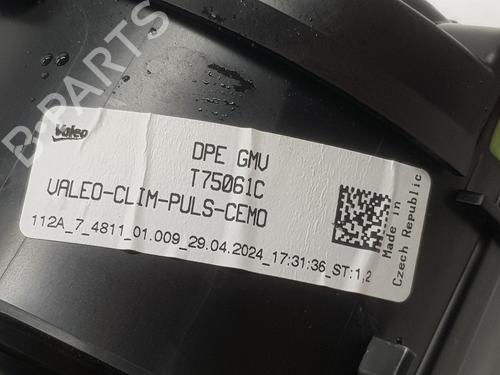 B-PARTS
Valeo
DPE GMV
T75061C
VALEO-CLIM-PULS-CEMO
112A_7_4811_01.009_29.04.2024_17:31:36_ST:1,2
Made in
Czech Republic